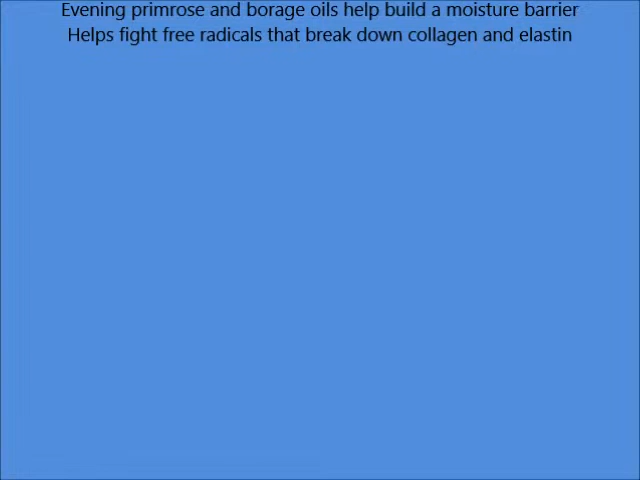 Evening primrose and borage oils help build a moisture barrier
Helps fight free radicals that break down collagen and elastin